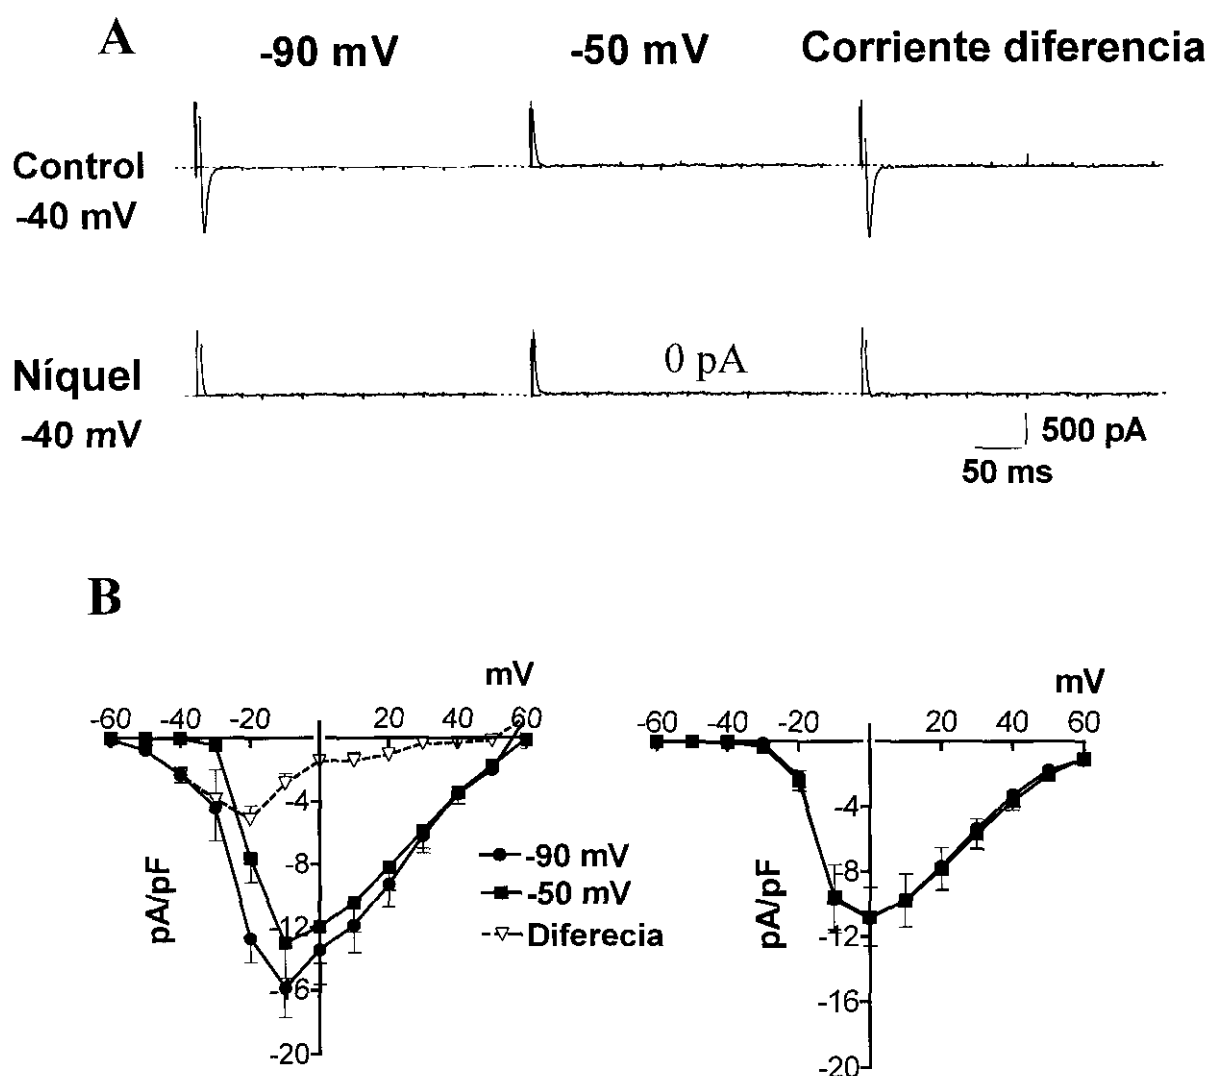 A
-90 mV
-50 mV
Corriente diferencia
Control
-40 mV
Níquel
-40 mV
0 pA
500 pA
50 ms
B
mV
-60 -40 -20 20 40 60
-4
-8
-12
-16
-20
pA/pF
-90 mV
-50 mV
Diferecia
mV
-60 -40 -20 20 40 60
-4
-8
-12
-16
-20
pA/pF